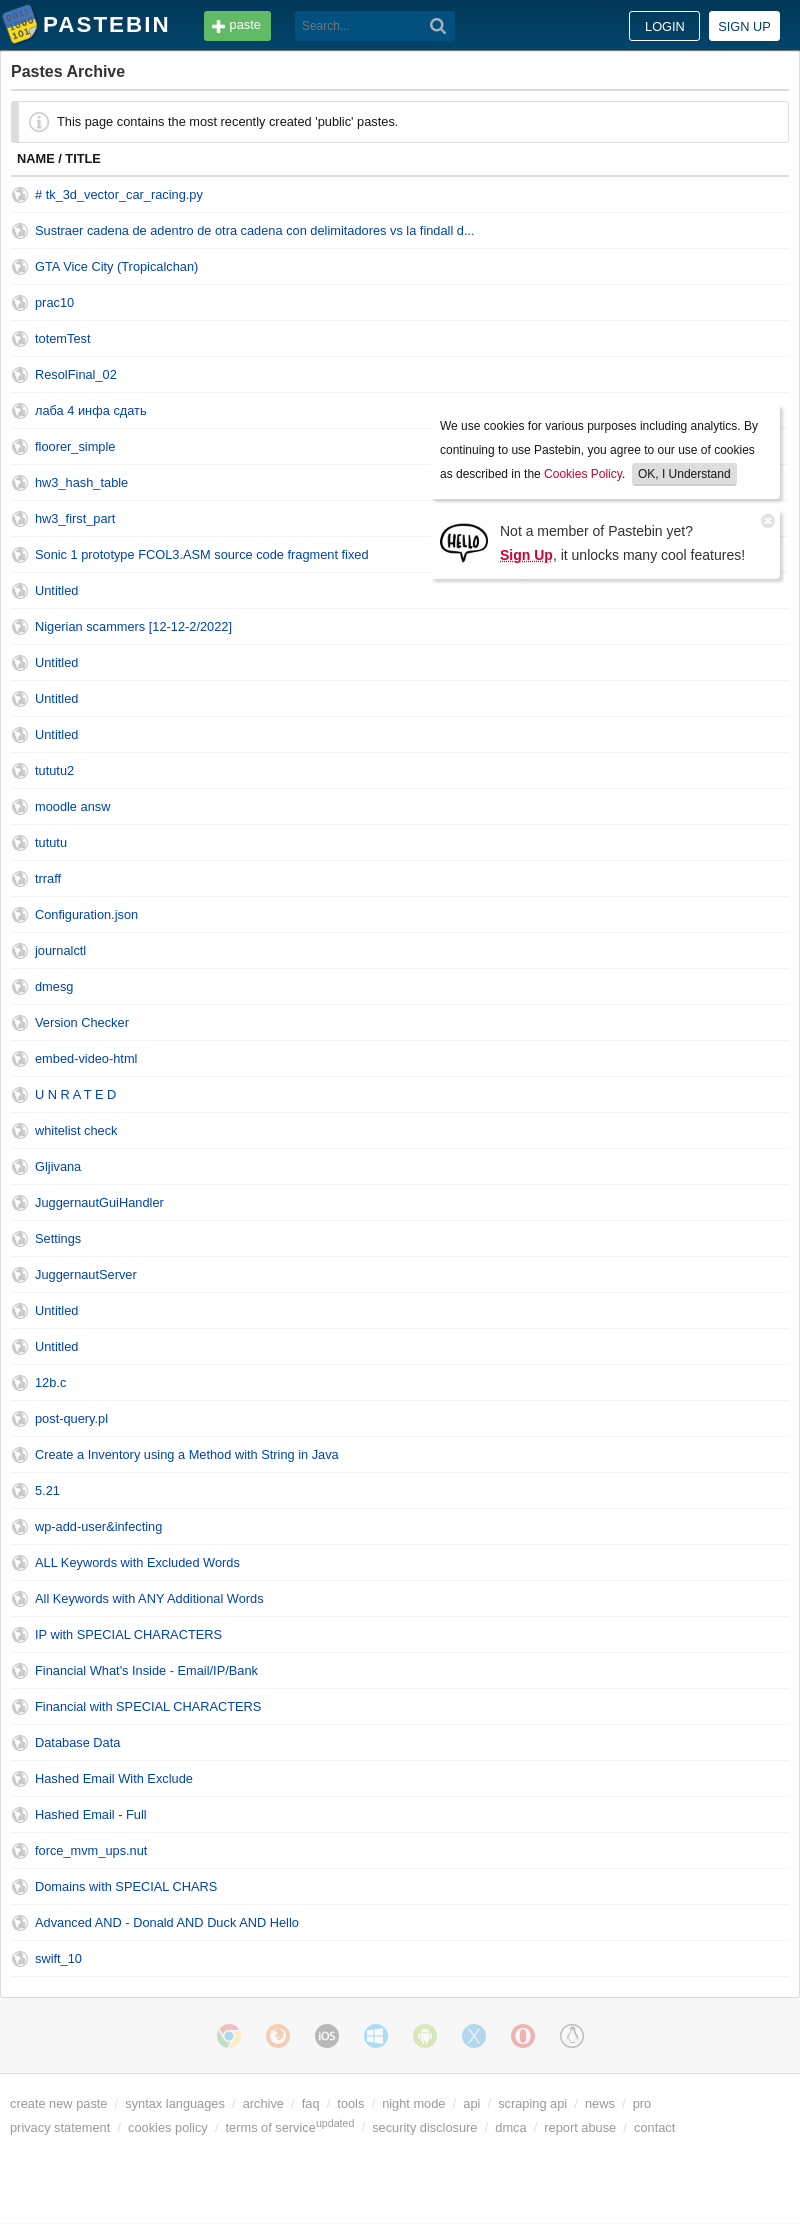 PASTEBIN paste Search... LOGIN SIGN UP
Pastes Archive
This page contains the most recently created 'public' pastes.
NAME / TITLE
# tk_3d_vector_car_racing.py
Sustraer cadena de adentro de otra cadena con delimitadores vs la findall d...
GTA Vice City (Tropicalchan)
prac10
totemTest
ResolFinal_02
лаба 4 инфа сдать
floorer_simple
hw3_hash_table
hw3_first_part
Sonic 1 prototype FCOL3.ASM source code fragment fixed
We use cookies for various purposes including analytics. By
continuing to use Pastebin, you agree to our use of cookies
as described in the Cookies Policy. OK, I Understand
HELLO
Not a member of Pastebin yet?
Sign Up, it unlocks many cool features!
Untitled
Nigerian scammers [12-12-2/2022]
Untitled
Untitled
Untitled
tututu2
moodle answ
tututu
trraff
Configuration.json
journalctl
dmesg
Version Checker
embed-video-html
U N R A T E D
whitelist check
Gljivana
JuggernautGuiHandler
Settings
JuggernautServer
Untitled
Untitled
12b.c
post-query.pl
Create a Inventory using a Method with String in Java
5.21
wp-add-user&infecting
ALL Keywords with Excluded Words
All Keywords with ANY Additional Words
IP with SPECIAL CHARACTERS
Financial What's Inside - Email/IP/Bank
Financial with SPECIAL CHARACTERS
Database Data
Hashed Email With Exclude
Hashed Email - Full
force_mvm_ups.nut
Domains with SPECIAL CHARS
Advanced AND - Donald AND Duck AND Hello
swift_10
iOS
create new paste / syntax languages / archive / faq / tools / night mode / api / scraping api / news / pro
privacy statement / cookies policy / terms of service updated / security disclosure / dmca / report abuse / contact